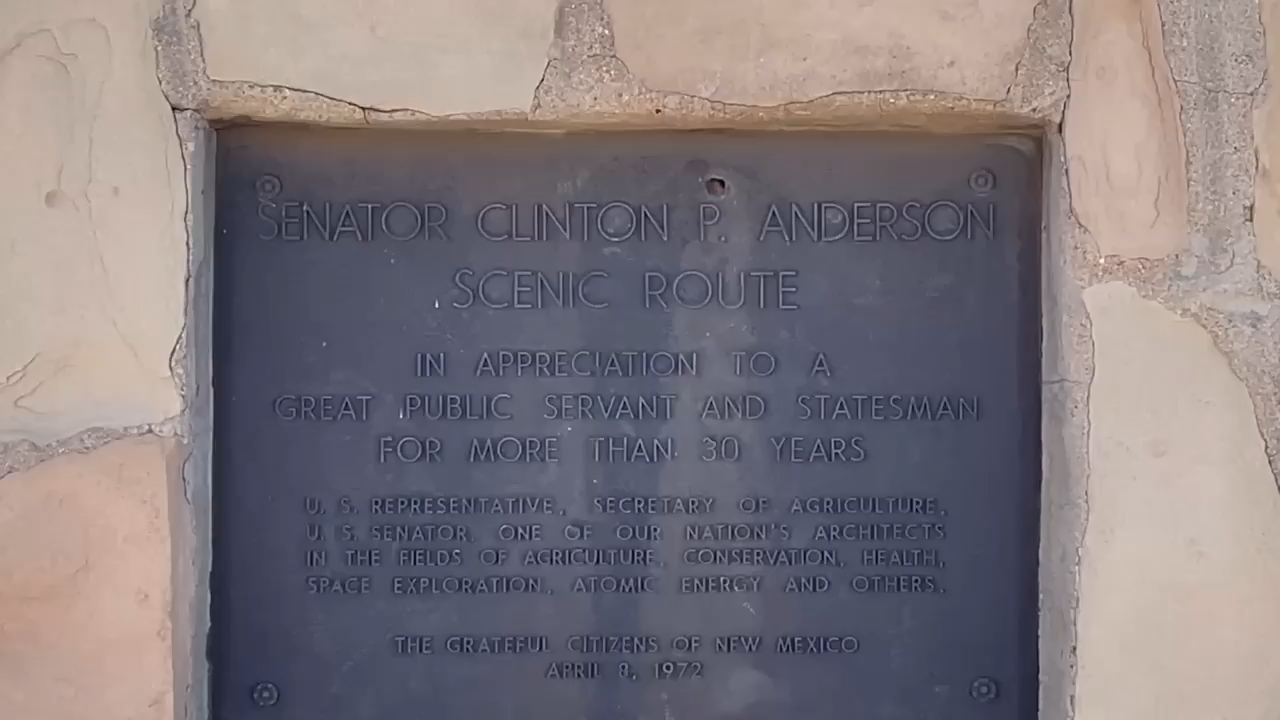 SENATOR CLINTON P. ANDERSON
SCENIC ROUTE
IN APPRECIATION TO A
GREAT PUBLIC SERVANT AND STATESMAN
FOR MORE THAN 30 YEARS
U. S. REPRESENTATIVE, SECRETARY OF AGRICULTURE,
U. S. SENATOR, ONE OF OUR NATION'S ARCHITECTS
IN THE FIELDS OF AGRICULTURE, CONSERVATION, HEALTH,
SPACE EXPLORATION, ATOMIC ENERGY AND OTHERS.
THE GRATEFUL CITIZENS OF NEW MEXICO
APRIL 8, 1972